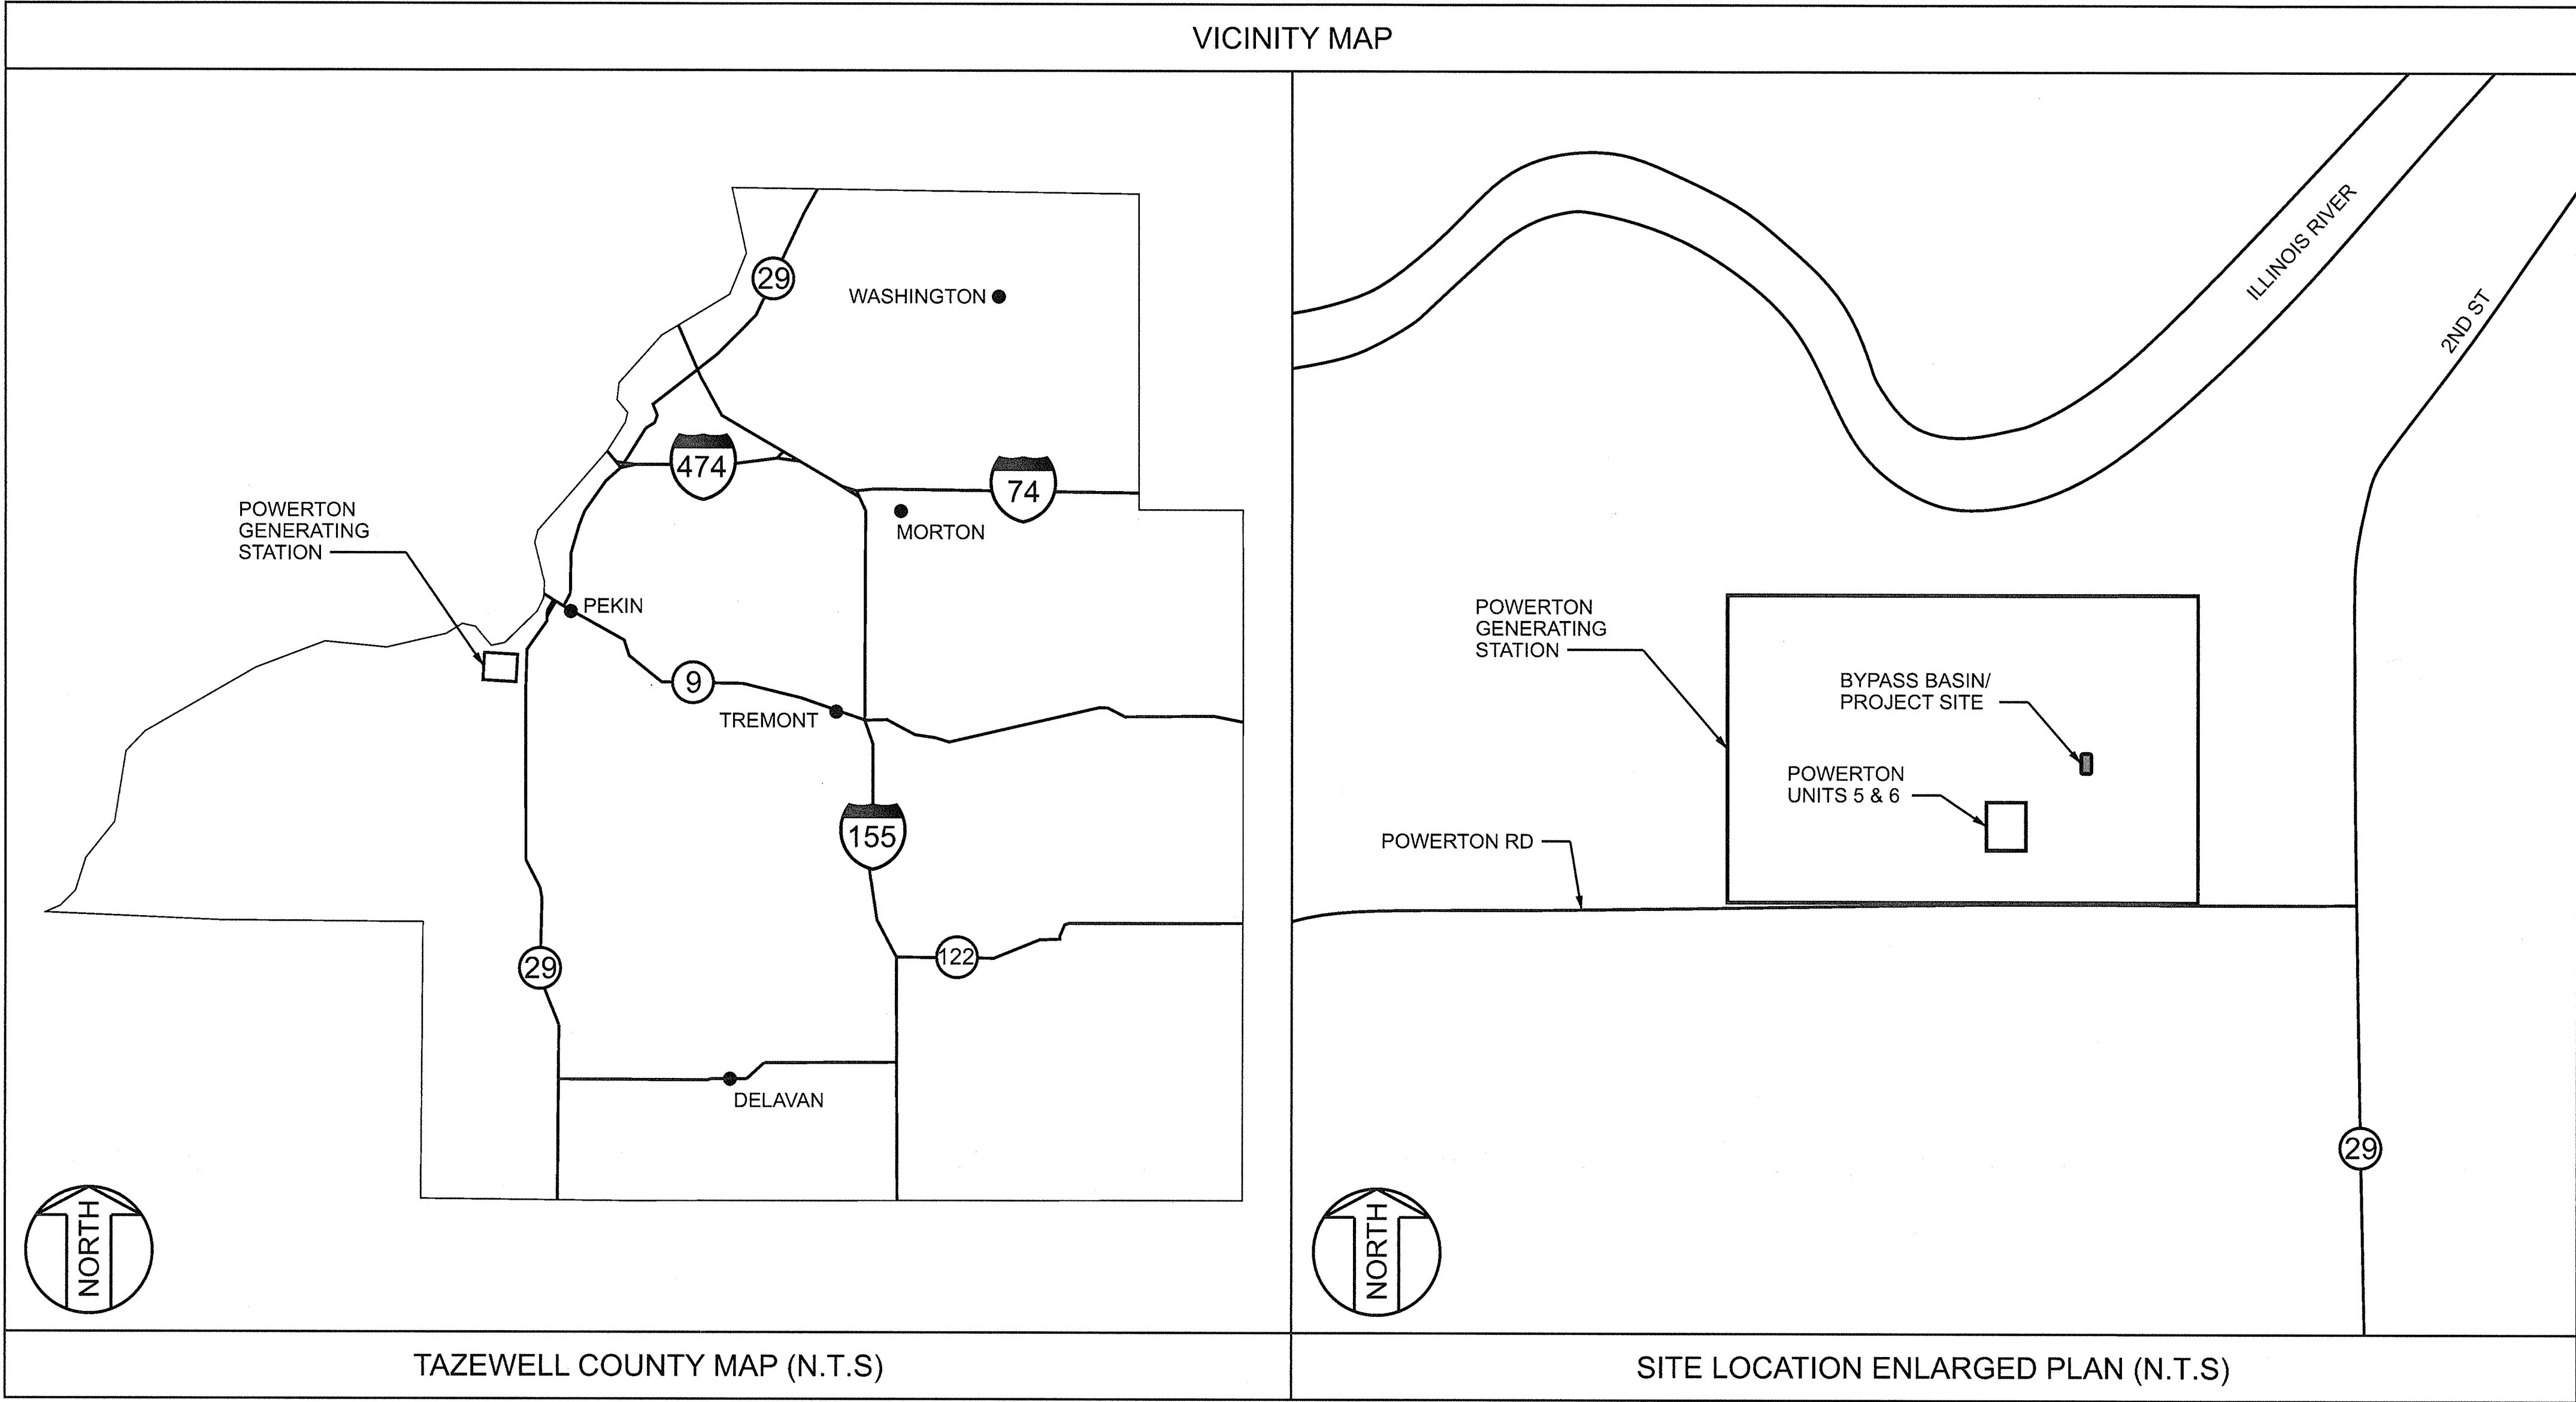 VICINITY MAP
29
WASHINGTON
474
74
MORTON
POWERTON
GENERATING
STATION
PEKIN
9
TREMONT
155
29
122
DELAVAN
NORTH
TAZEWELL COUNTY MAP (N.T.S)
ILLINOIS RIVER
2ND ST
POWERTON
GENERATING
STATION
BYPASS BASIN/
PROJECT SITE
POWERTON
UNITS 5 & 6
POWERTON RD
29
NORTH
SITE LOCATION ENLARGED PLAN (N.T.S)